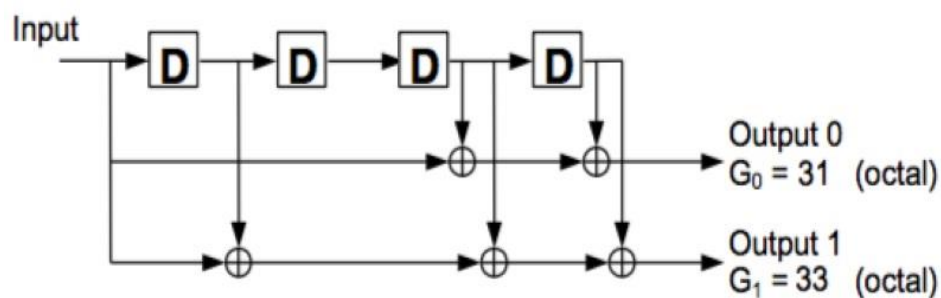 Input
D D D D
Output 0
G₀ = 31 (octal)
Output 1
G₁ = 33 (octal)